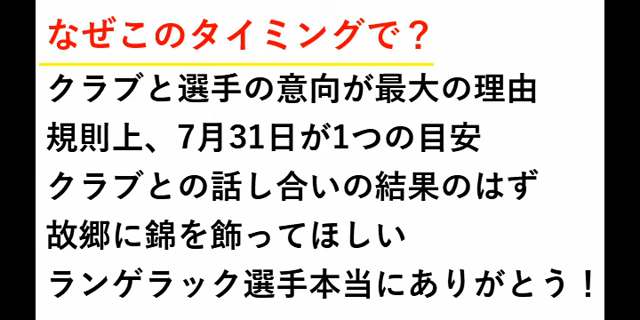 なぜこのタイミングで？
クラブと選手の意向が最大の理由
規則上、7月31日が1つの目安
クラブとの話し合いの結果のはず
故郷に錦を飾ってほしい
ランゲラック選手本当にありがとう！